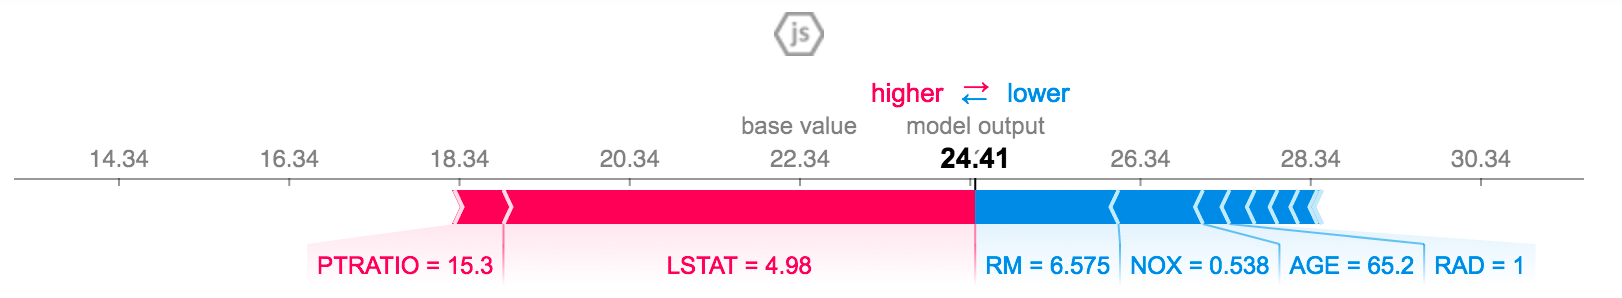 js
higher lower
base value model output
14.34 16.34 18.34 20.34 22.34 24.41 26.34 28.34 30.34
PTRATIO = 15.3 LSTAT = 4.98 RM = 6.575 NOX = 0.538 AGE = 65.2 RAD = 1